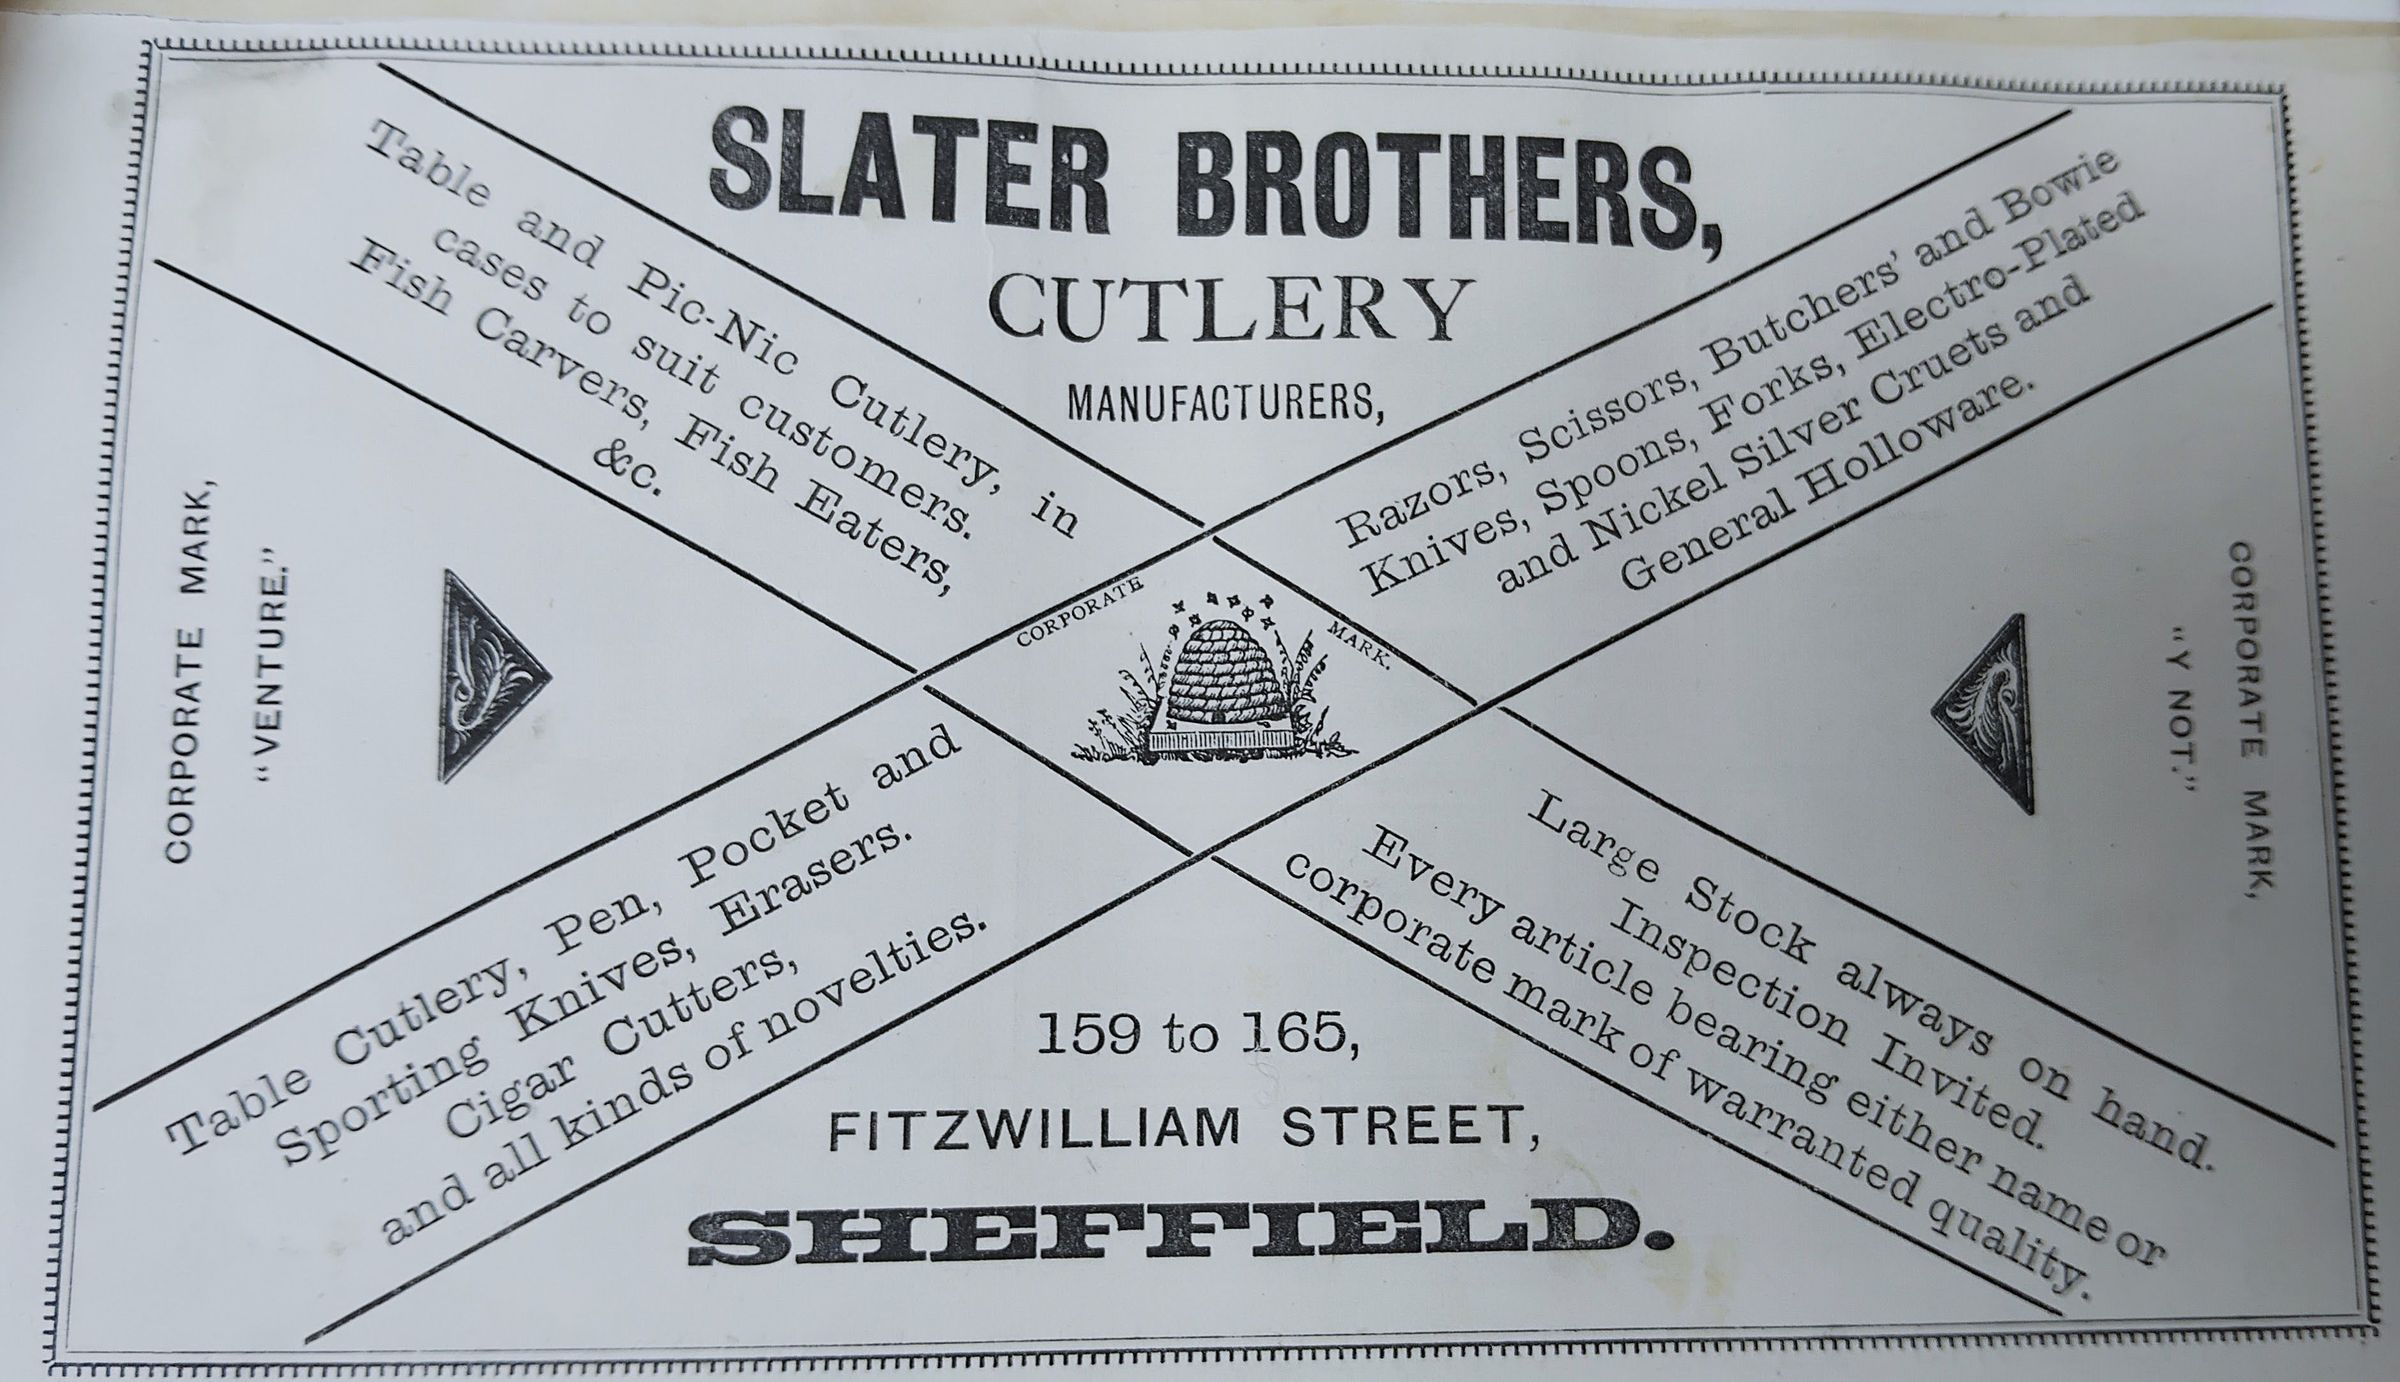 SLATER BROTHERS,
CUTLERY
MANUFACTURERS,
Table and Pic-Nic Cutlery, in
cases to suit customers.
Fish Carvers, Fish Eaters,
&c.
Razors, Scissors, Butchers' and Bowie
Knives, Spoons, Forks, Electro-Plated
and Nickel Silver Cruets and
General Holloware.
CORPORATE MARK,
"VENTURE."
CORPORATE MARK.
CORPORATE MARK,
"Y NOT."
Table Cutlery, Pen, Pocket and
Sporting Knives, Erasers.
Cigar Cutters,
and all kinds of novelties.
Large Stock always on hand.
Inspection Invited.
Every article bearing either name or
corporate mark of warranted quality.
159 to 165,
FITZWILLIAM STREET,
SHEFFIELD.